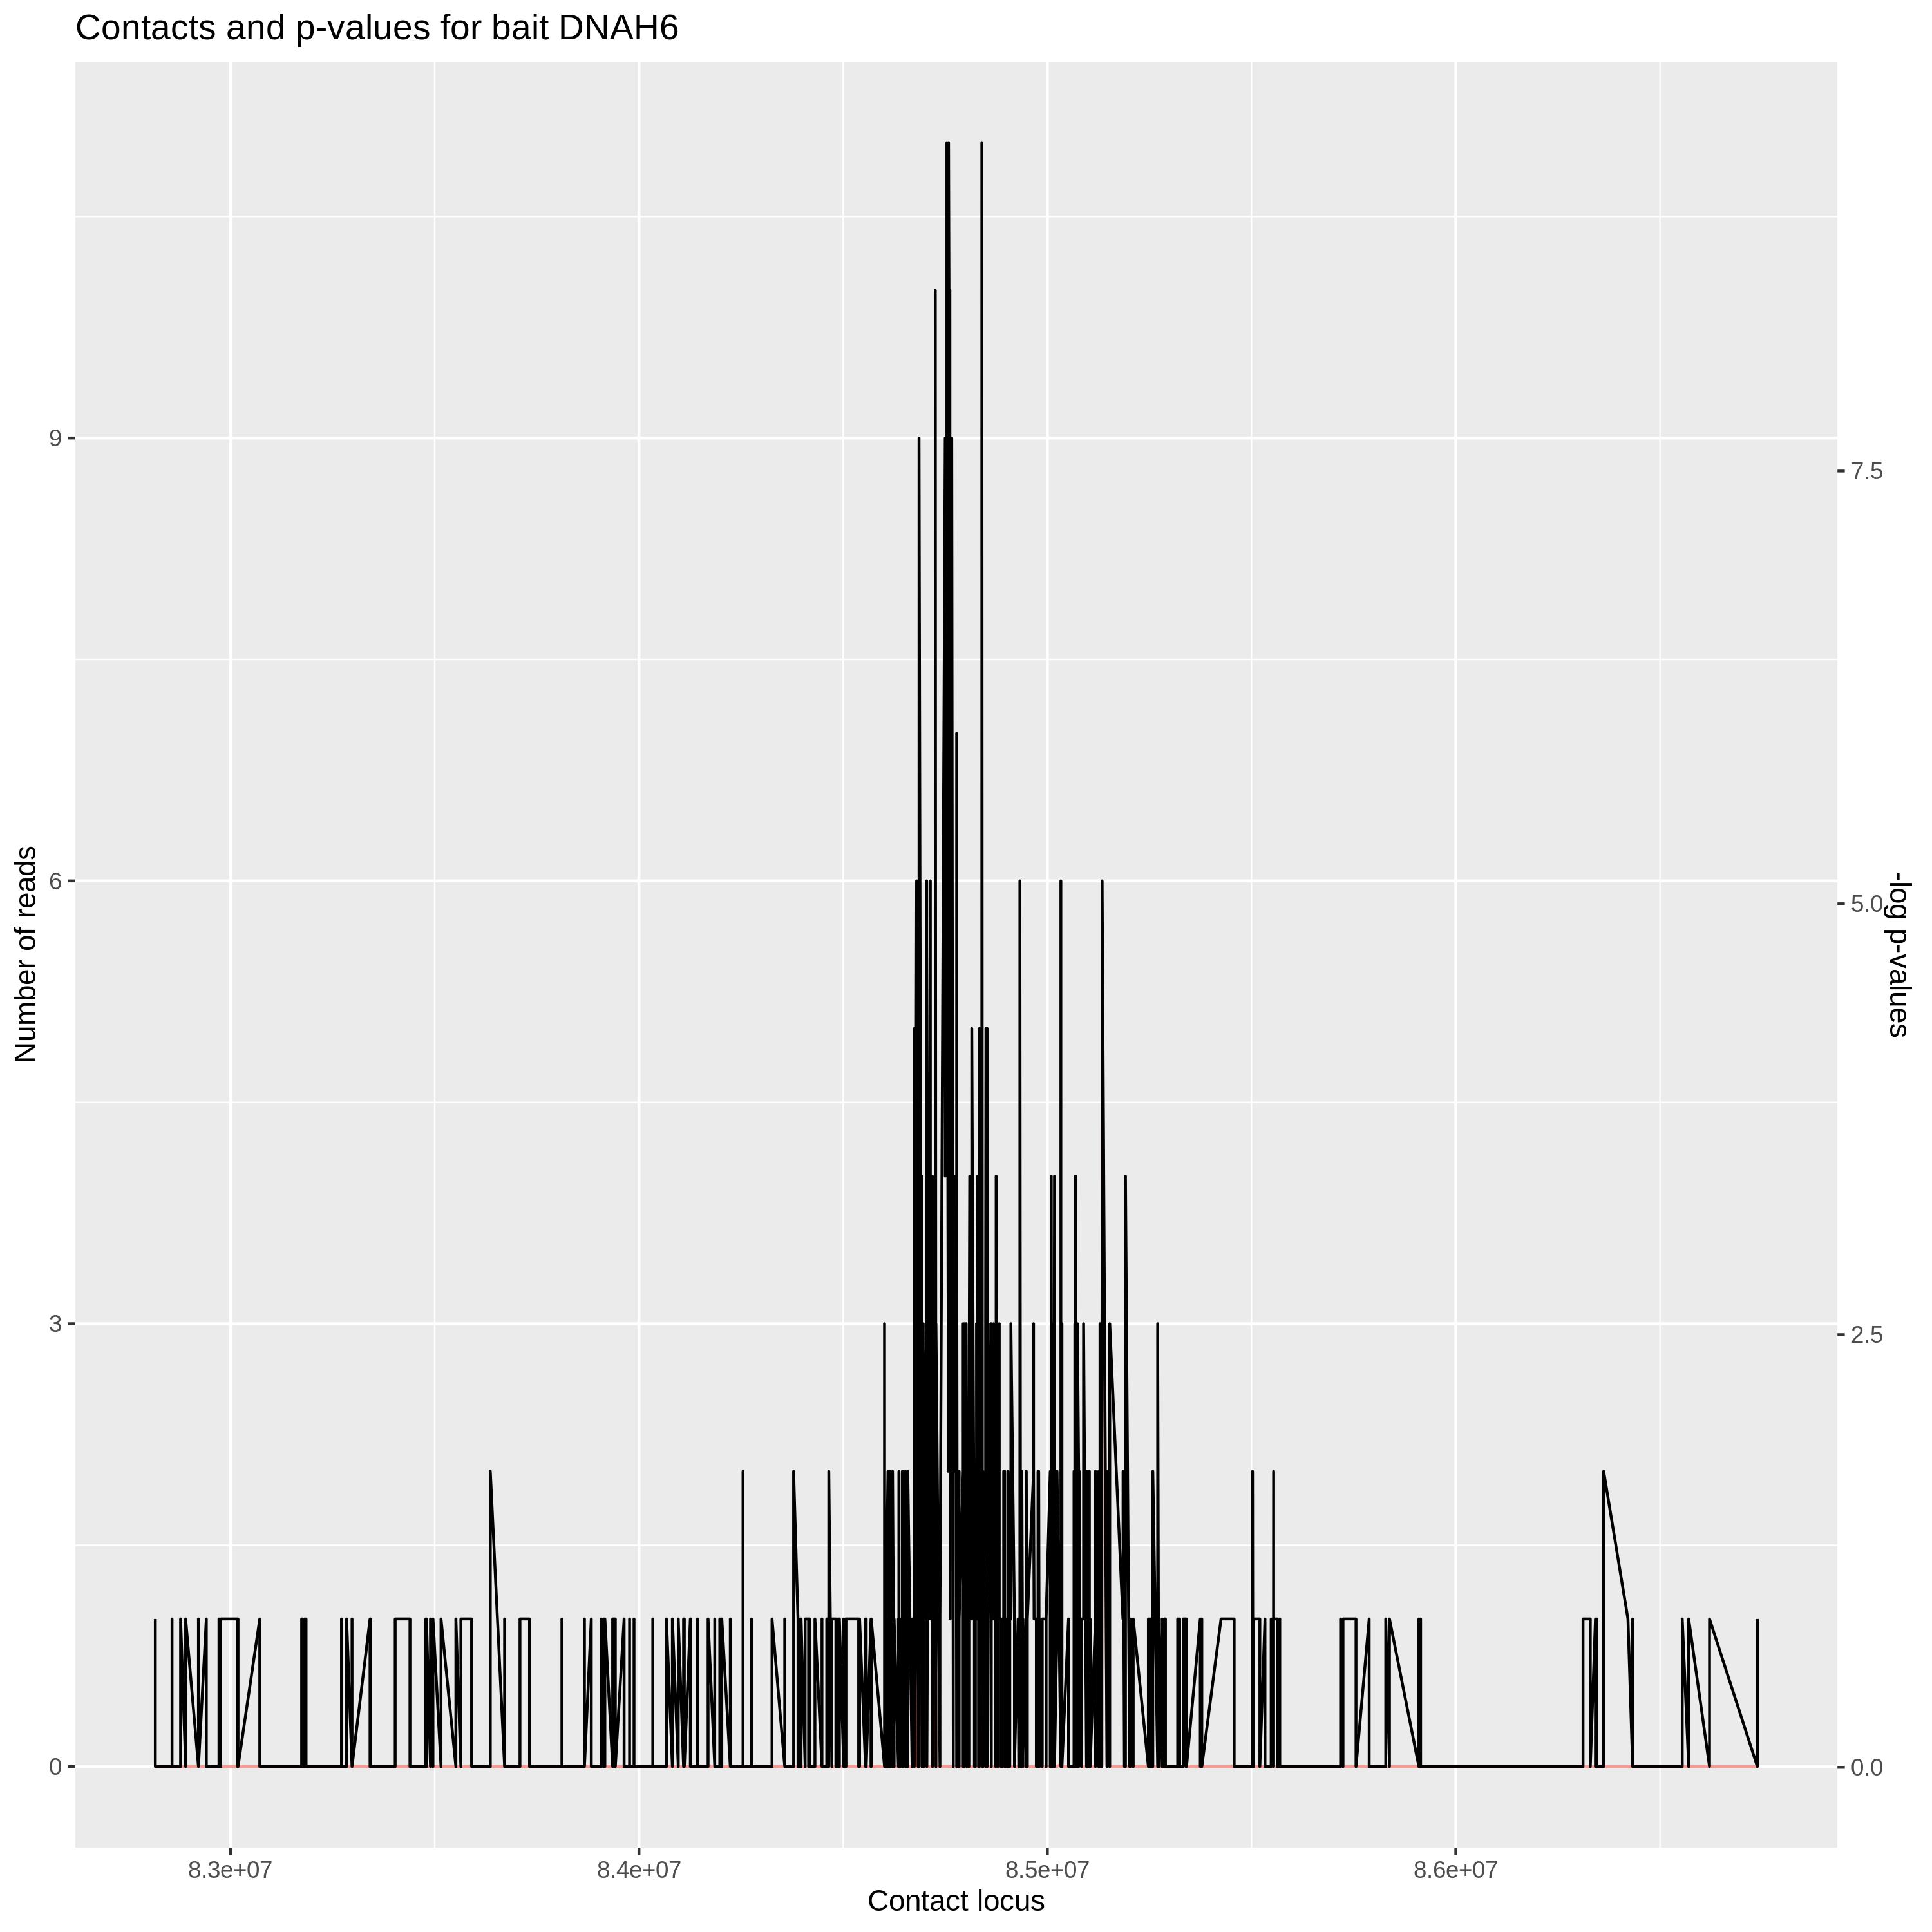 Contacts and p-values for bait DNAH6
Number of reads
9
6
3
0
7.5
5.0
2.5
0.0
-log p-values
8.3e+07 8.4e+07 8.5e+07 8.6e+07
Contact locus